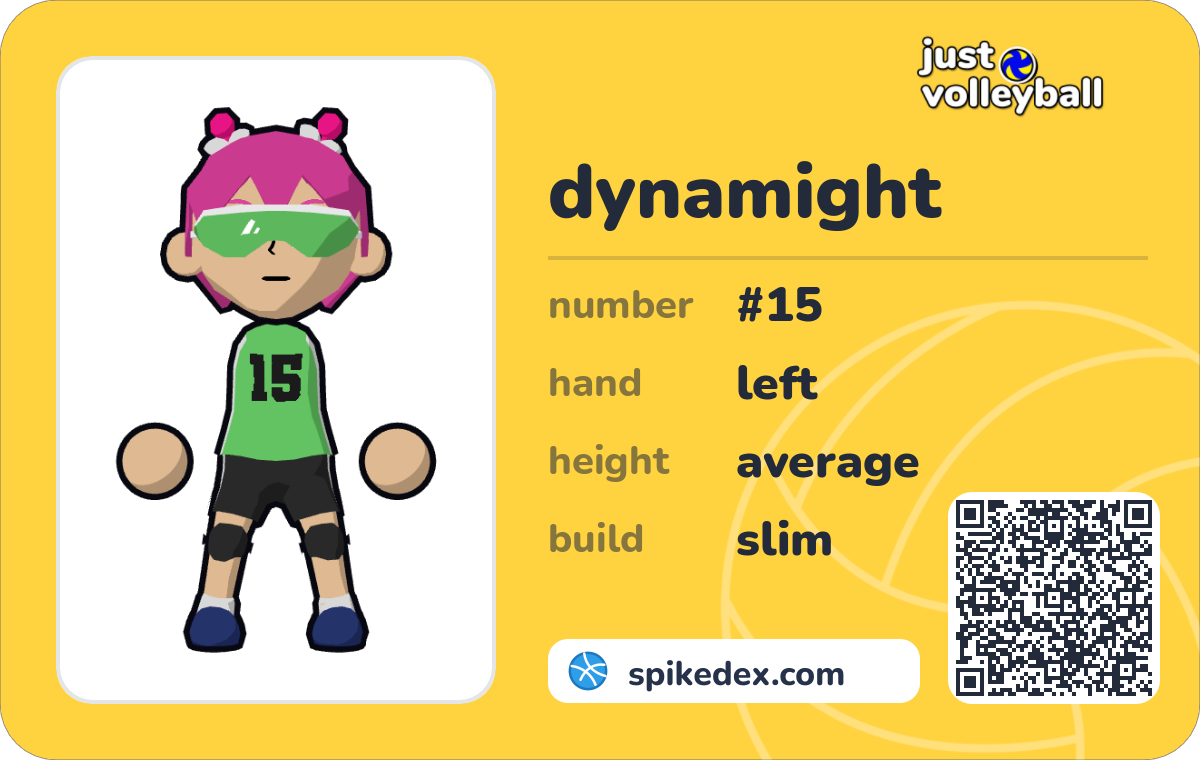 just
volleyball
dynamight
number #15
hand left
height average
build slim
15
spikedex.com